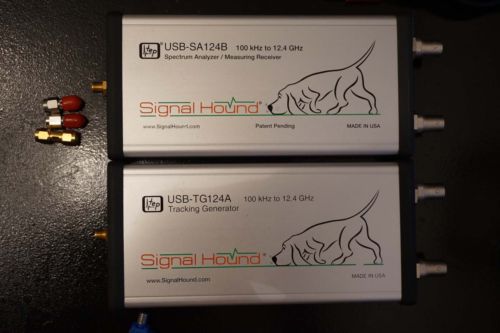 USB-SA124B 100 kHz to 12.4 GHz
Spectrum Analyzer / Measuring Receiver
Signal Hound®
www.SignalHound.com Patent Pending MADE IN USA
USB-TG124A 100 kHz to 12.4 GHz
Tracking Generator
Signal Hound®
www.SignalHound.com MADE IN USA